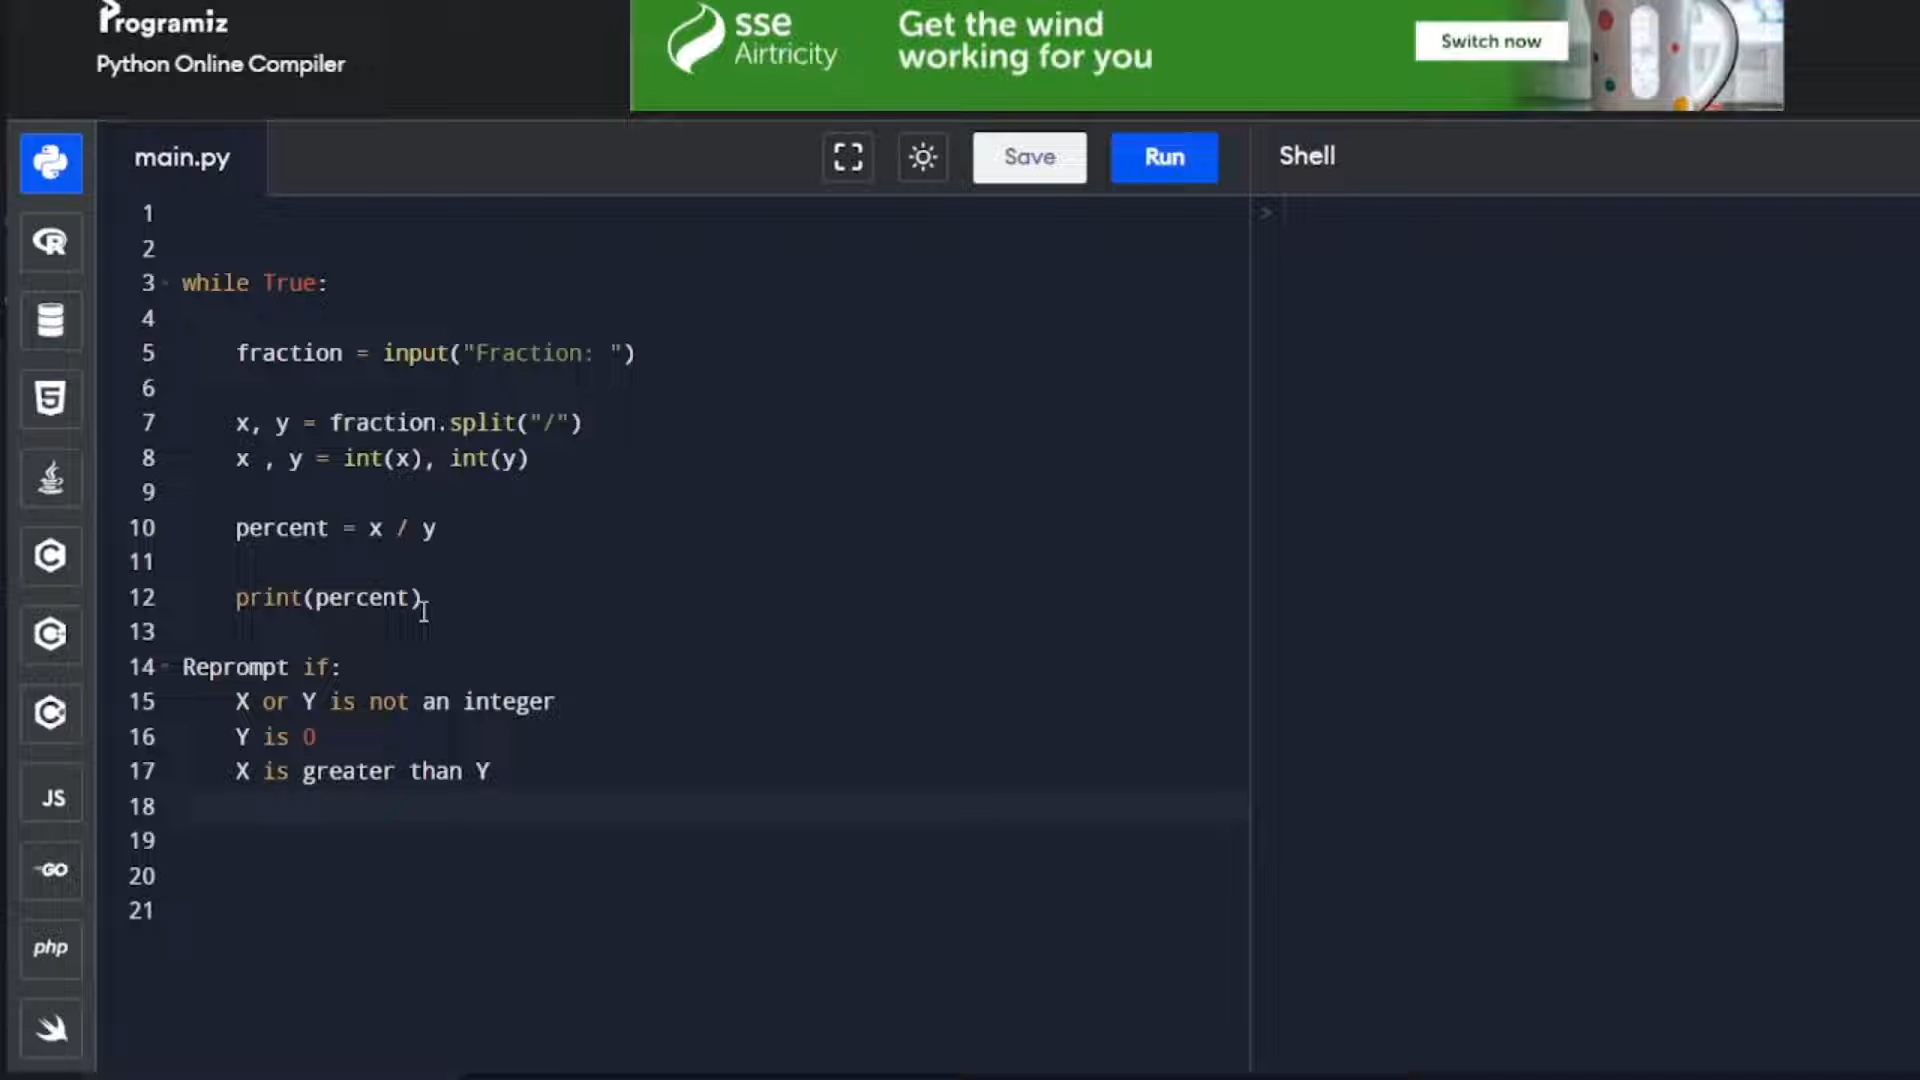 Programiz
Python Online Compiler
sse
Airtricity
Get the wind
working for you
Switch now
main.py
Save
Run
Shell
>
1
2
3 while True:
4
5 fraction = input("Fraction: ")
6
7 x, y = fraction.split("/")
8 x , y = int(x), int(y)
9
10 percent = x / y
11
12 print(percent)
13
14 Reprompt if:
15 X or Y is not an integer
16 Y is 0
17 X is greater than Y
18
19
20
21
R
5
C
C
C
JS
GO
php